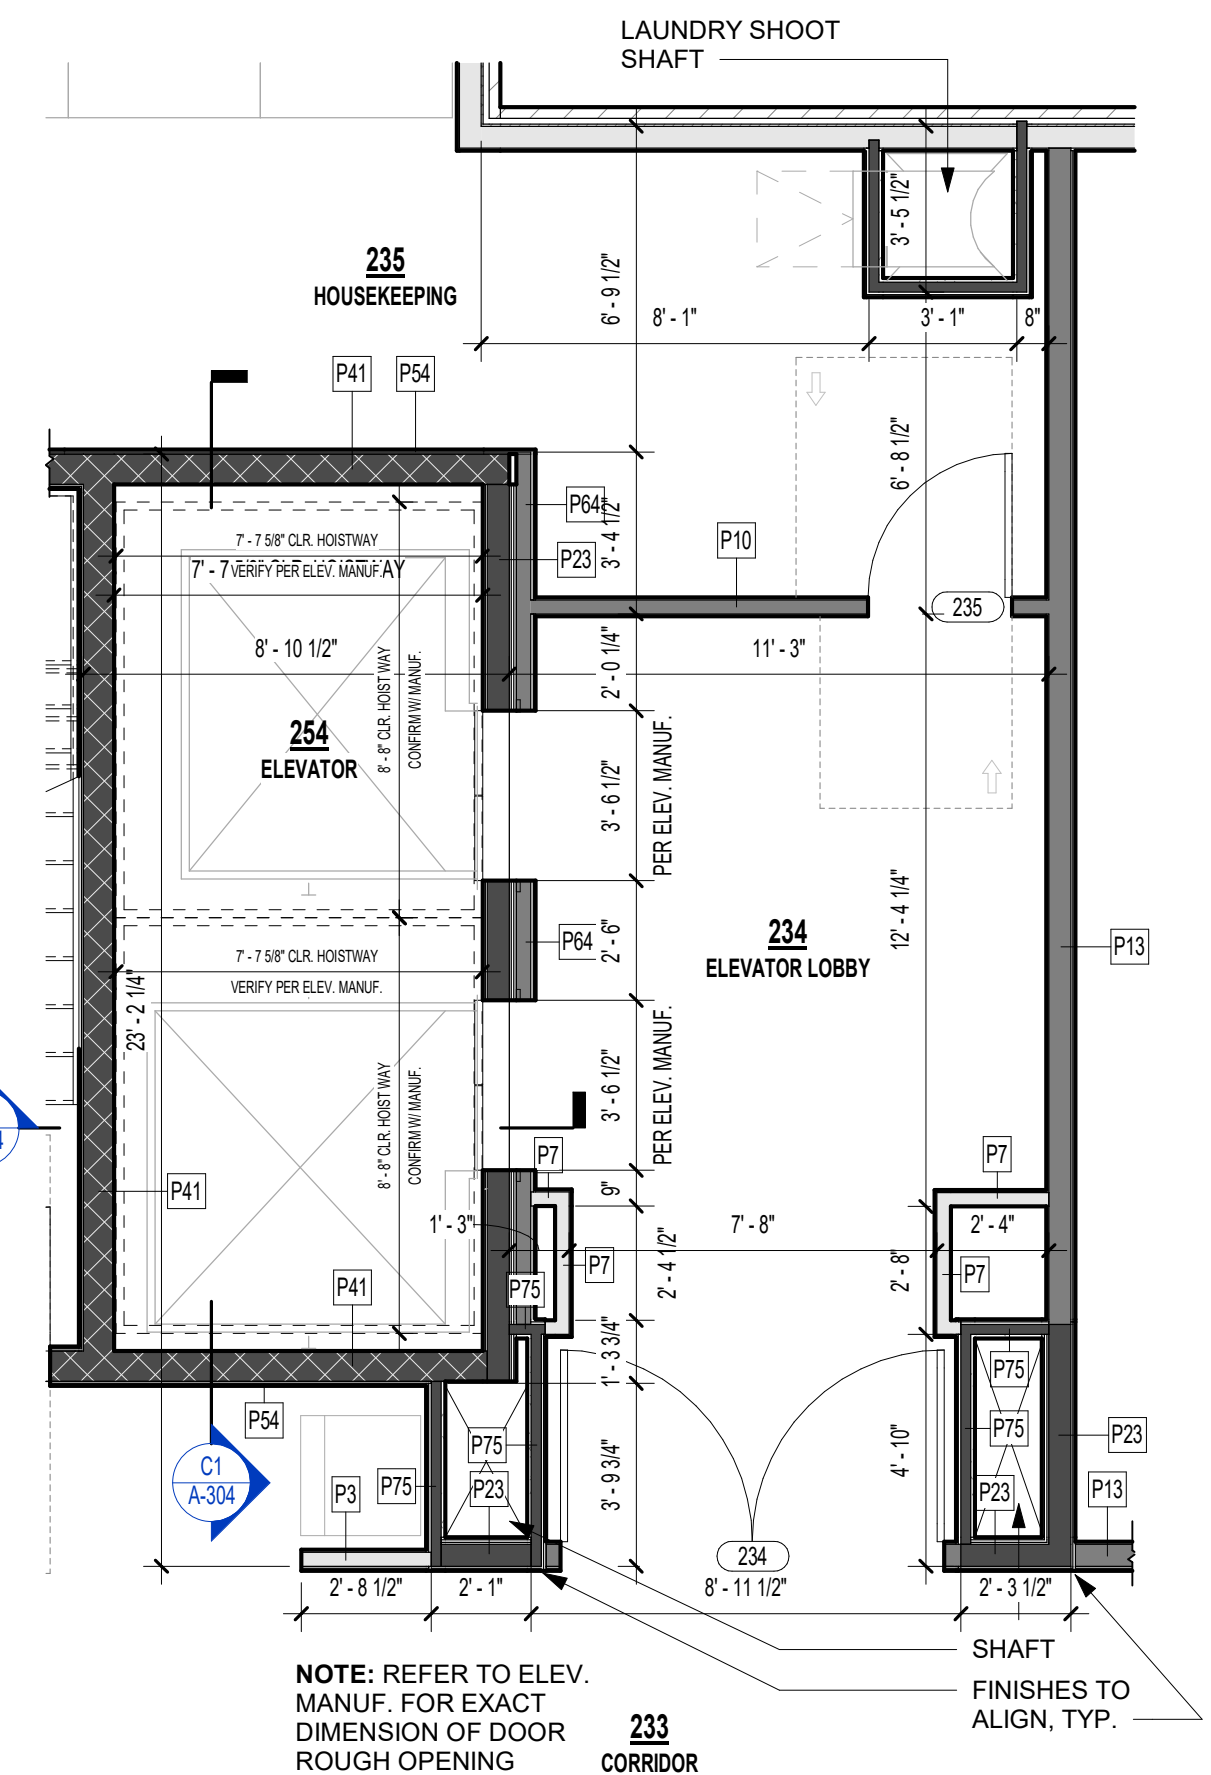 LAUNDRY SHOOT
SHAFT
3' - 5 1/2"
235
HOUSEKEEPING
6' - 9 1/2"
8' - 1"
3' - 1"
8"
P41
P54
6' - 8 1/2"
P64
3' - 4 1/2"
P10
7' - 7 5/8" CLR. HOISTWAY
P23
VERIFY PER ELEV. MANUF.
235
8' - 10 1/2"
11' - 3"
2' - 0 1/4"
8' - 8" CLR. HOIST WAY
CONFIRM W/ MANUF.
254
ELEVATOR
3' - 6 1/2"
PER ELEV. MANUF.
12' - 4 1/4"
234
ELEVATOR LOBBY
P64
2' - 6"
P13
7' - 7 5/8" CLR. HOISTWAY
VERIFY PER ELEV. MANUF.
23' - 2 1/4"
3' - 6 1/2"
PER ELEV. MANUF.
8' - 8" CLR. HOIST WAY
CONFIRM W/ MANUF.
P7
P7
P41
9"
1' - 3"
7' - 8"
2' - 4"
2' - 4 1/2"
2' - 8"
P7
P7
P41
P75
1' - 3 3/4"
P75
P54
P75
P75
P23
C1
A-304
P3
P75
P23
3' - 9 3/4"
4' - 10"
P23
P13
234
2' - 8 1/2"
2' - 1"
8' - 11 1/2"
2' - 3 1/2"
SHAFT
FINISHES TO
ALIGN, TYP.
NOTE: REFER TO ELEV.
MANUF. FOR EXACT
DIMENSION OF DOOR
ROUGH OPENING
233
CORRIDOR